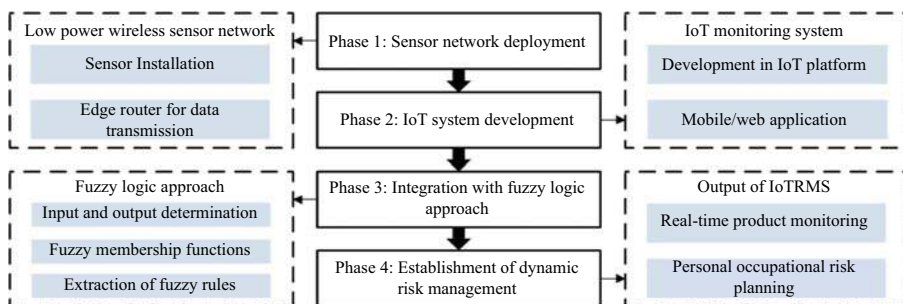 Low power wireless sensor network
Sensor Installation
Edge router for data
transmission
Phase 1: Sensor network deployment
Phase 2: IoT system development
IoT monitoring system
Development in IoT platform
Mobile/web application
Fuzzy logic approach
Input and output determination
Fuzzy membership functions
Extraction of fuzzy rules
Phase 3: Integration with fuzzy logic
approach
Phase 4: Establishment of dynamic
risk management
Output of IoTRMS
Real-time product monitoring
Personal occupational risk
planning